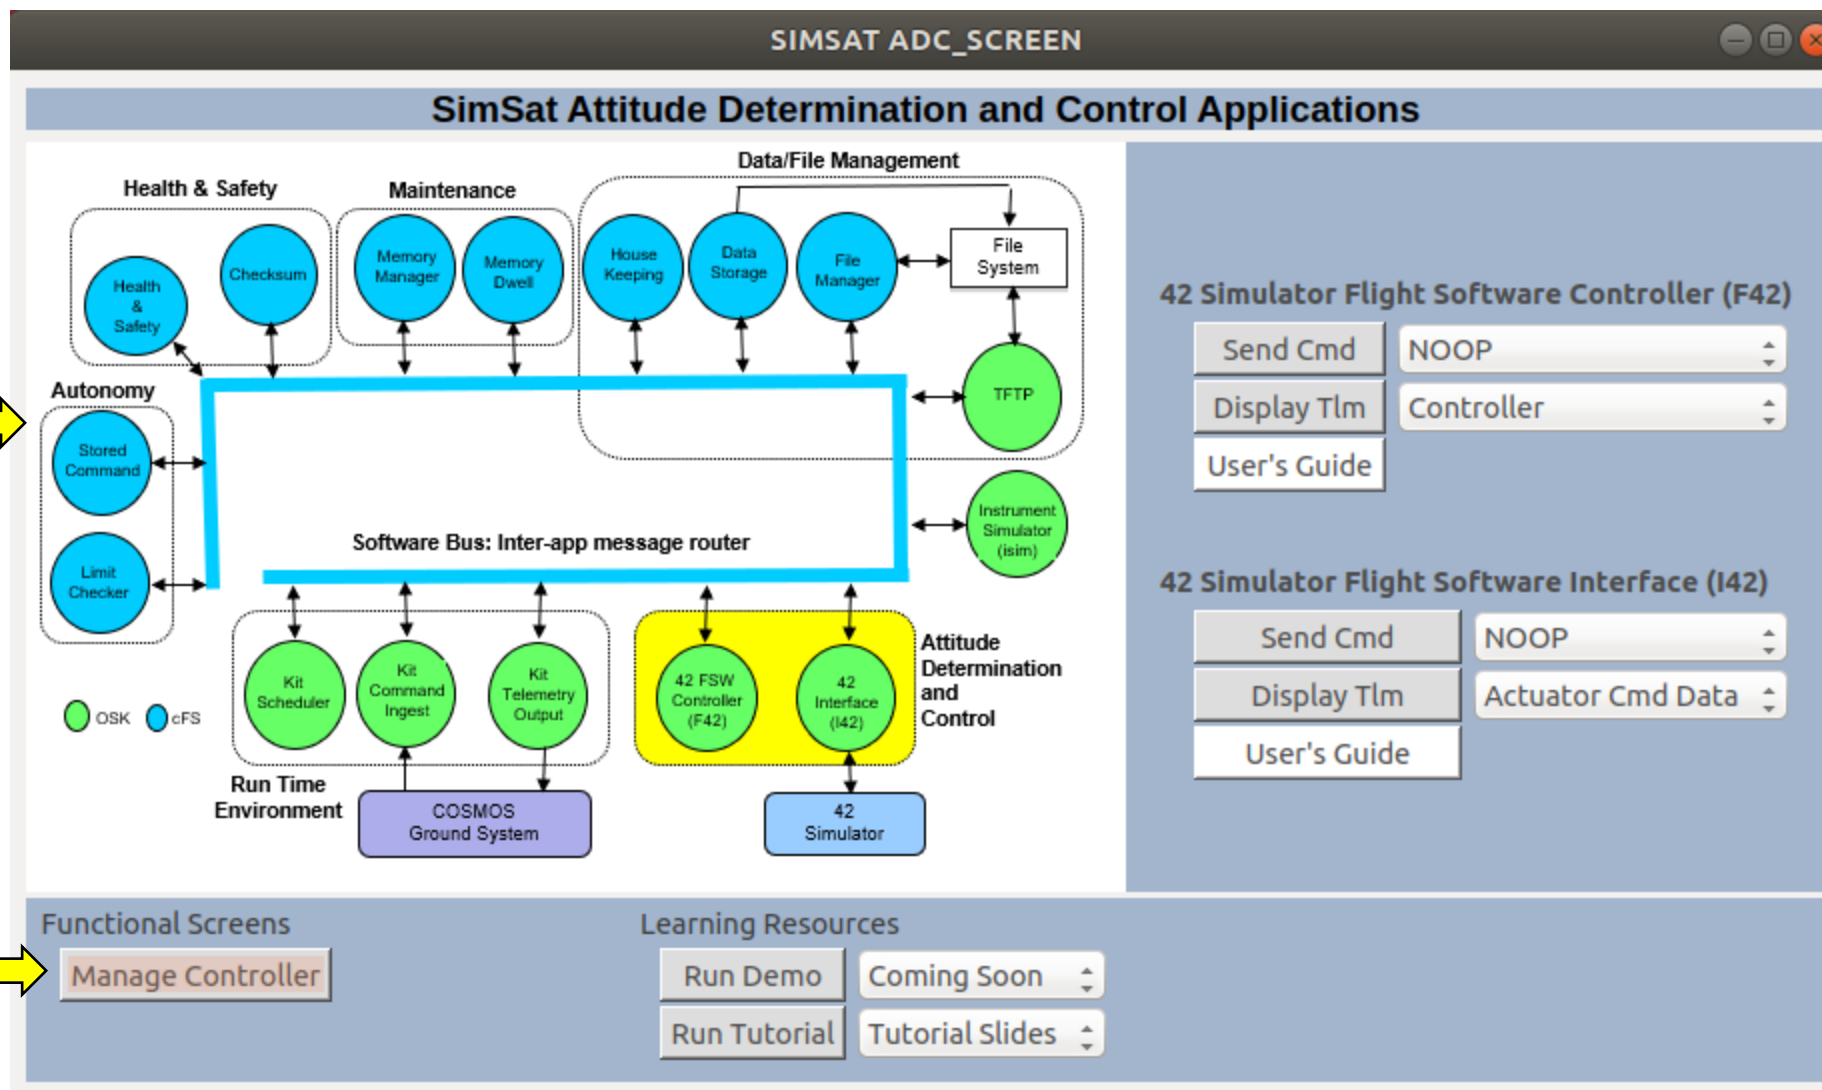 SIMSAT ADC_SCREEN
SimSat Attitude Determination and Control Applications
Data/File Management
Health & Safety
Maintenance
Health
&
Safety
Checksum
Memory
Manager
Memory
Dwell
House
Keeping
Data
Storage
File
Manager
File
System
TFTP
Autonomy
Stored
Command
Limit
Checker
Instrument
Simulator
(isim)
Software Bus: Inter-app message router
Kit
Scheduler
Kit
Command
Ingest
Kit
Telemetry
Output
42 FSW
Controller
(F42)
42
Interface
(I42)
Attitude
Determination
and
Control
OSK
cFS
Run Time
Environment
COSMOS
Ground System
42
Simulator
42 Simulator Flight Software Controller (F42)
Send Cmd
NOOP
Display Tlm
Controller
User's Guide
42 Simulator Flight Software Interface (I42)
Send Cmd
NOOP
Display Tlm
Actuator Cmd Data
User's Guide
Functional Screens
Manage Controller
Learning Resources
Run Demo
Coming Soon
Run Tutorial
Tutorial Slides